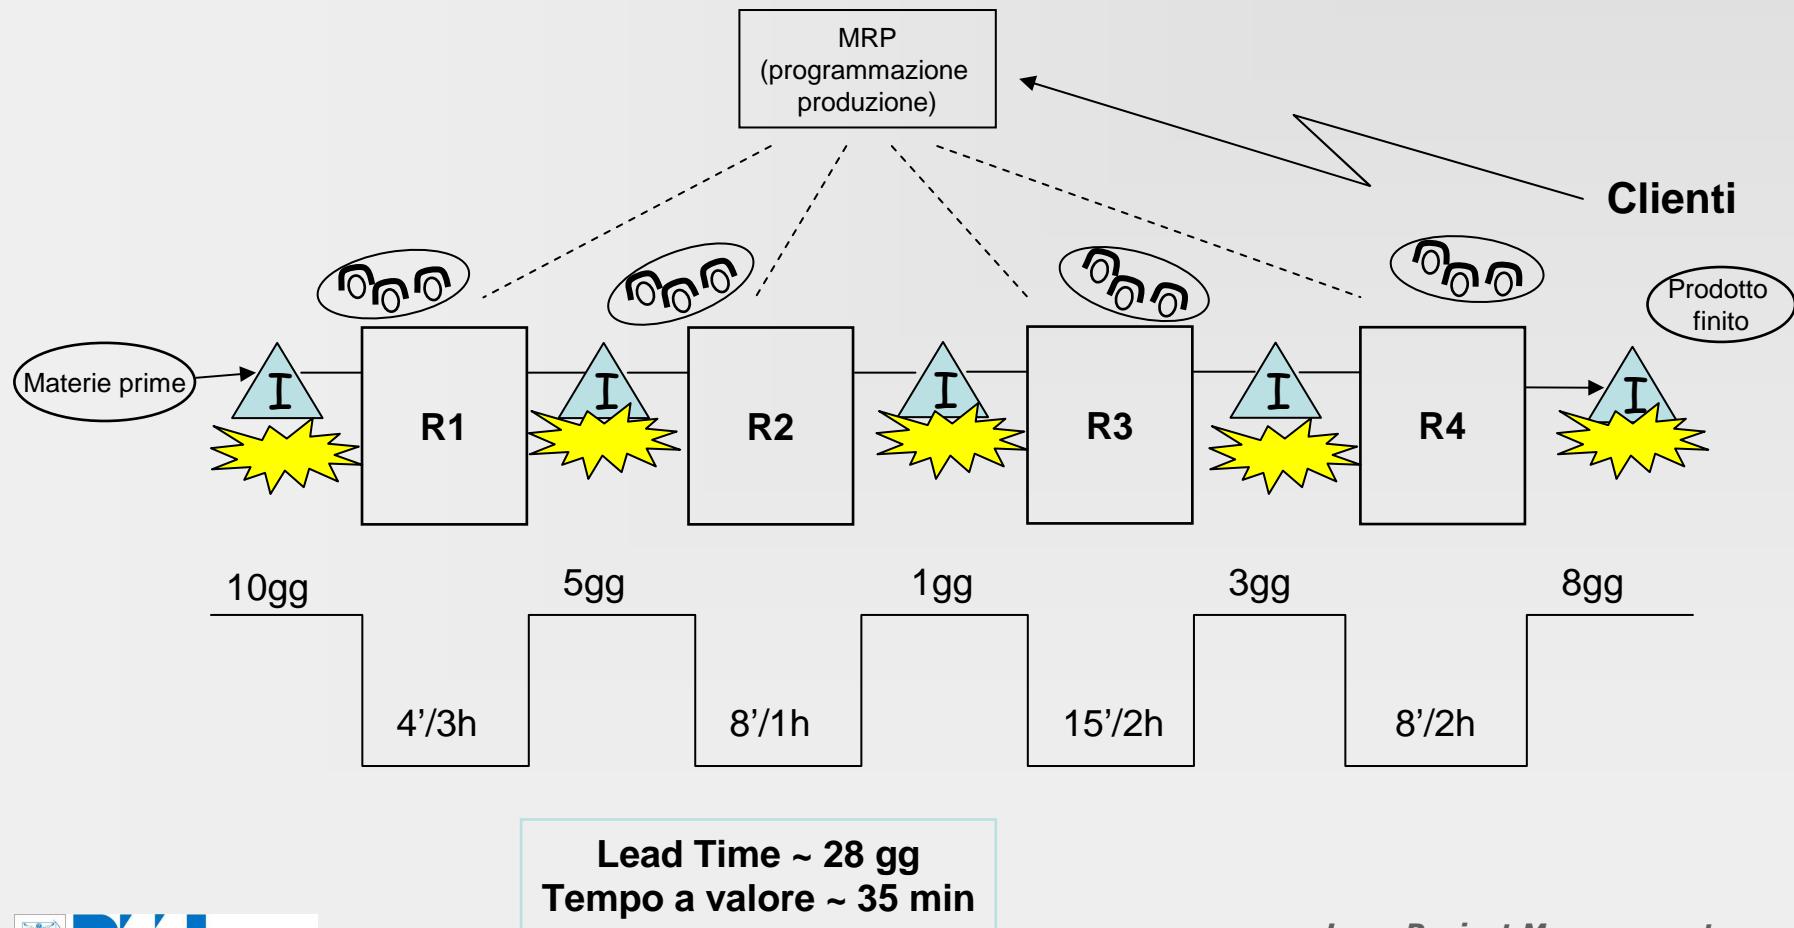 MRP
(programmazione
produzione)
Clienti
Prodotto
finito
Materie prime
I
I
I
I
I
R1
R2
R3
R4
10gg
5gg
1gg
3gg
8gg
4’/3h
8’/1h
15’/2h
8’/2h
Lead Time ~ 28 gg
Tempo a valore ~ 35 min